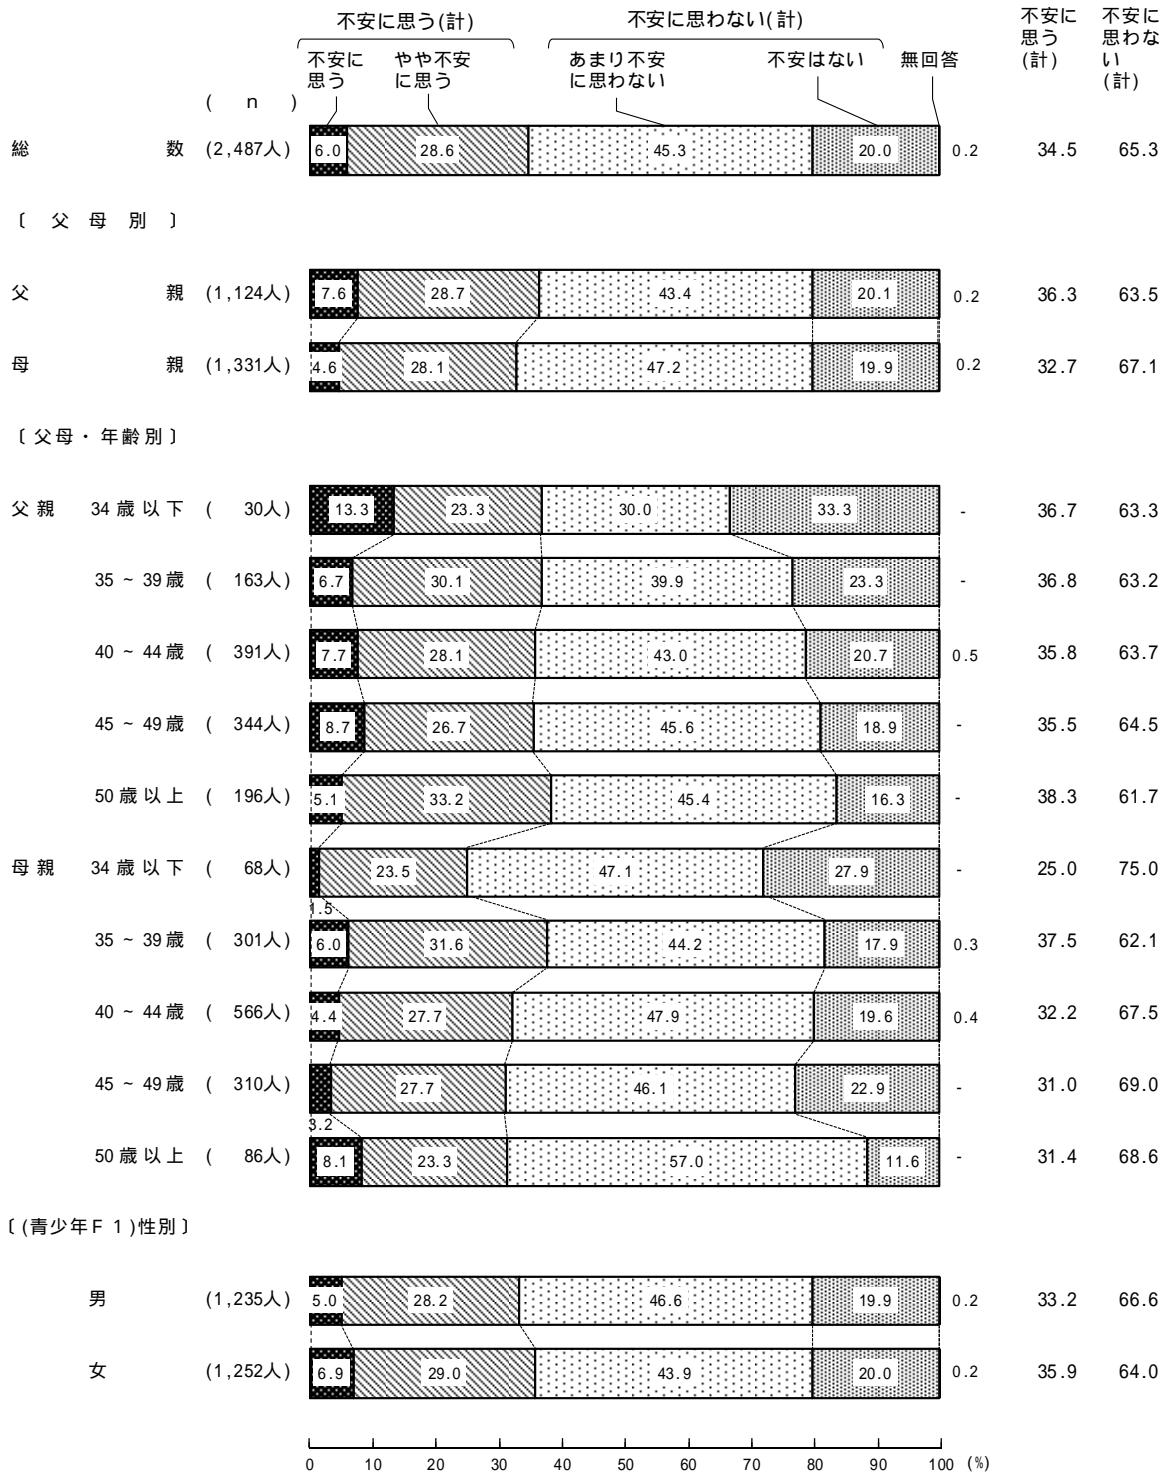 不安に思う(計)
不安に思わない(計)
不安に思う(計)
不安に思わない(計)
不安に思う
やや不安に思う
あまり不安に思わない
不安はない
無回答
( n )
総数 (2,487人) 6.0 28.6 45.3 20.0 0.2 34.5 65.3
〔父母別〕
父親 (1,124人) 7.6 28.7 43.4 20.1 0.2 36.3 63.5
母親 (1,331人) 4.6 28.1 47.2 19.9 0.2 32.7 67.1
〔父母・年齢別〕
父親 34歳以下 ( 30人) 13.3 23.3 30.0 33.3 - 36.7 63.3
35~39歳 ( 163人) 6.7 30.1 39.9 23.3 - 36.8 63.2
40~44歳 ( 391人) 7.7 28.1 43.0 20.7 0.5 35.8 63.7
45~49歳 ( 344人) 8.7 26.7 45.6 18.9 - 35.5 64.5
50歳以上 ( 196人) 5.1 33.2 45.4 16.3 - 38.3 61.7
母親 34歳以下 ( 68人) 1.5 23.5 47.1 27.9 - 25.0 75.0
35~39歳 ( 301人) 6.0 31.6 44.2 17.9 0.3 37.5 62.1
40~44歳 ( 566人) 4.4 27.7 47.9 19.6 0.4 32.2 67.5
45~49歳 ( 310人) 3.2 27.7 46.1 22.9 - 31.0 69.0
50歳以上 ( 86人) 8.1 23.3 57.0 11.6 - 31.4 68.6
〔(青少年F1)性別〕
男 (1,235人) 5.0 28.2 46.6 19.9 0.2 33.2 66.6
女 (1,252人) 6.9 29.0 43.9 20.0 0.2 35.9 64.0
0 10 20 30 40 50 60 70 80 90 100 (%)